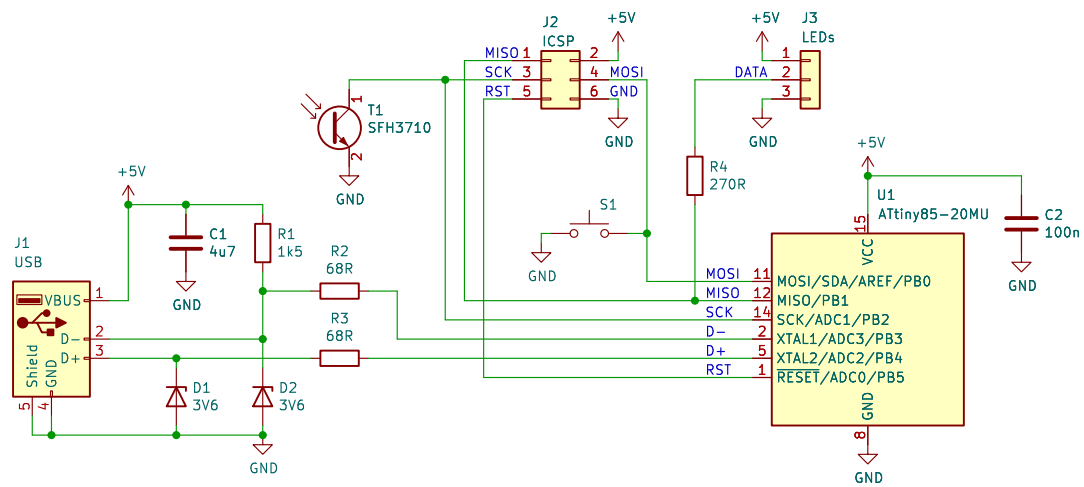 J2
ICSP
+5V
MISO 1 2
SCK 3 4 MOSI
RST 5 6 GND
GND
+5V
J3
LEDs
1
DATA 2
3
GND
1
T1
SFH3710
2
GND
R4
270R
S1
GND
+5V
J1
USB
C1
4u7
GND
R1
1k5
R2
68R
R3
68R
VBUS 1
D- 2
D+ 3
Shield
GND
5
4
D1
3V6
D2
3V6
GND
+5V
U1
ATtiny85-20MU
15
VCC
C2
100n
GND
MOSI 11 MOSI/SDA/AREF/PB0
MISO 12 MISO/PB1
SCK 14 SCK/ADC1/PB2
D- 2 XTAL1/ADC3/PB3
D+ 5 XTAL2/ADC2/PB4
RST 1 RESET/ADC0/PB5
GND
8
GND